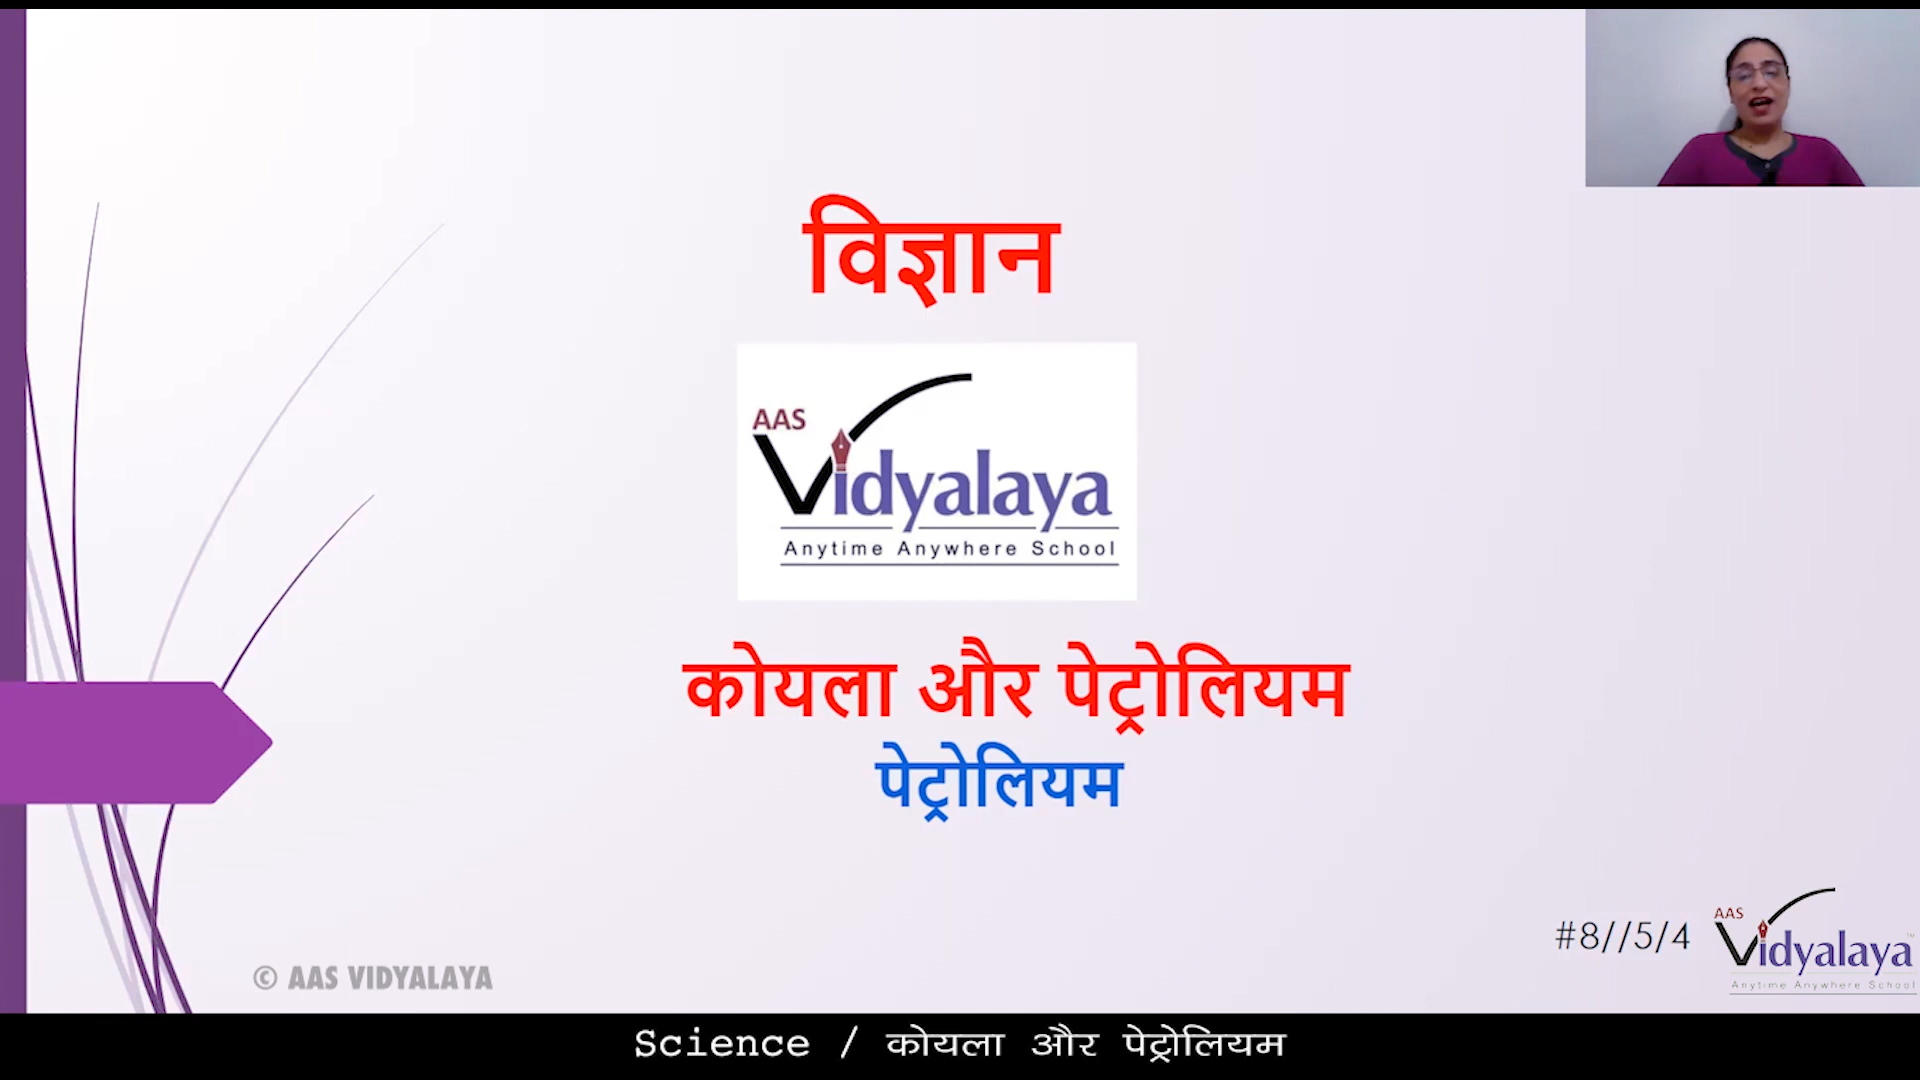 विज्ञान
AAS
Vidyalaya
Anytime Anywhere School
कोयला और पेट्रोलियम
पेट्रोलियम
#8//5/4
AAS
Vidyalaya
Anytime Anywhere School
© AAS VIDYALAYA
Science / कोयला और पेट्रोलियम